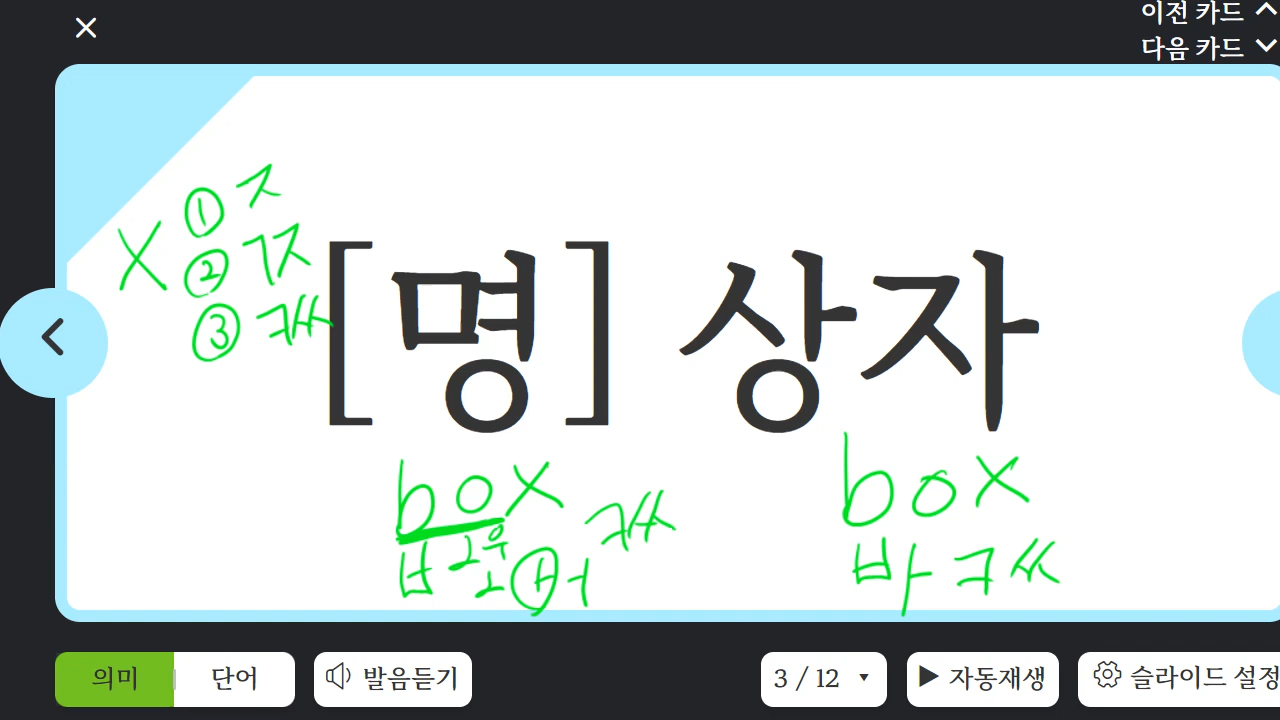 이전 카드
다음 카드
① ㅈ
X ② ㄱㅈ
③ ㅋㅆ
[명] 상자
box
box
ㅂ
ㅋㅆ
바 ㅋㅆ
의미
단어
발음듣기
3 / 12
자동재생
슬라이드 설정